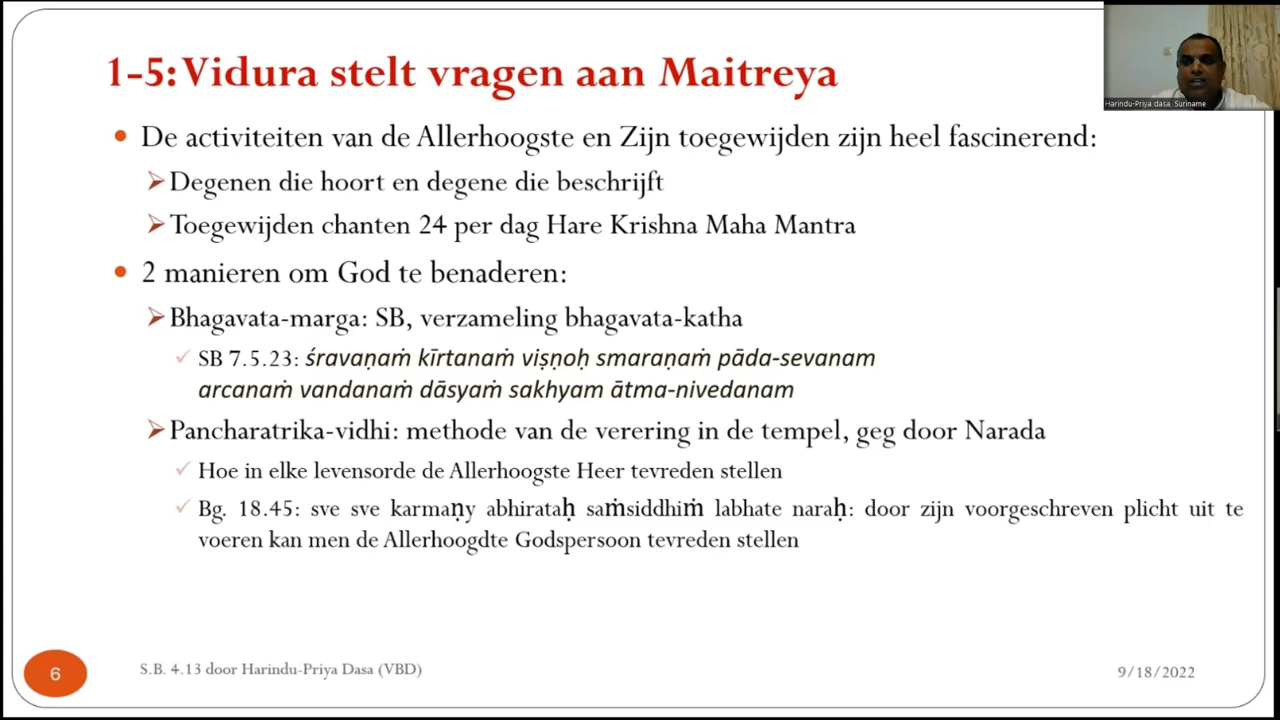 1-5: Vidura stelt vragen aan Maitreya
Harindu-Priya dasa, Suriname
De activiteiten van de Allerhoogste en Zijn toegewijden zijn heel fascinerend:
Degenen die hoort en degene die beschrijft
Toegewijden chanten 24 per dag Hare Krishna Maha Mantra
2 manieren om God te benaderen:
Bhagavata-marga: SB, verzameling bhagavata-katha
SB 7.5.23: śravaṇaṁ kīrtanaṁ viṣṇoḥ smaraṇaṁ pāda-sevanam
arcanaṁ vandanaṁ dāsyaṁ sakhyam ātma-nivedanam
Pancharatrika-vidhi: methode van de verering in de tempel, geg door Narada
Hoe in elke levensorde de Allerhoogste Heer tevreden stellen
Bg. 18.45: sve sve karmaṇy abhirataḥ saṁsiddhiṁ labhate naraḥ: door zijn voorgeschreven plicht uit te
voeren kan men de Allerhoogdte Godspersoon tevreden stellen
6
S.B. 4.13 door Harindu-Priya Dasa (VBD)
9/18/2022